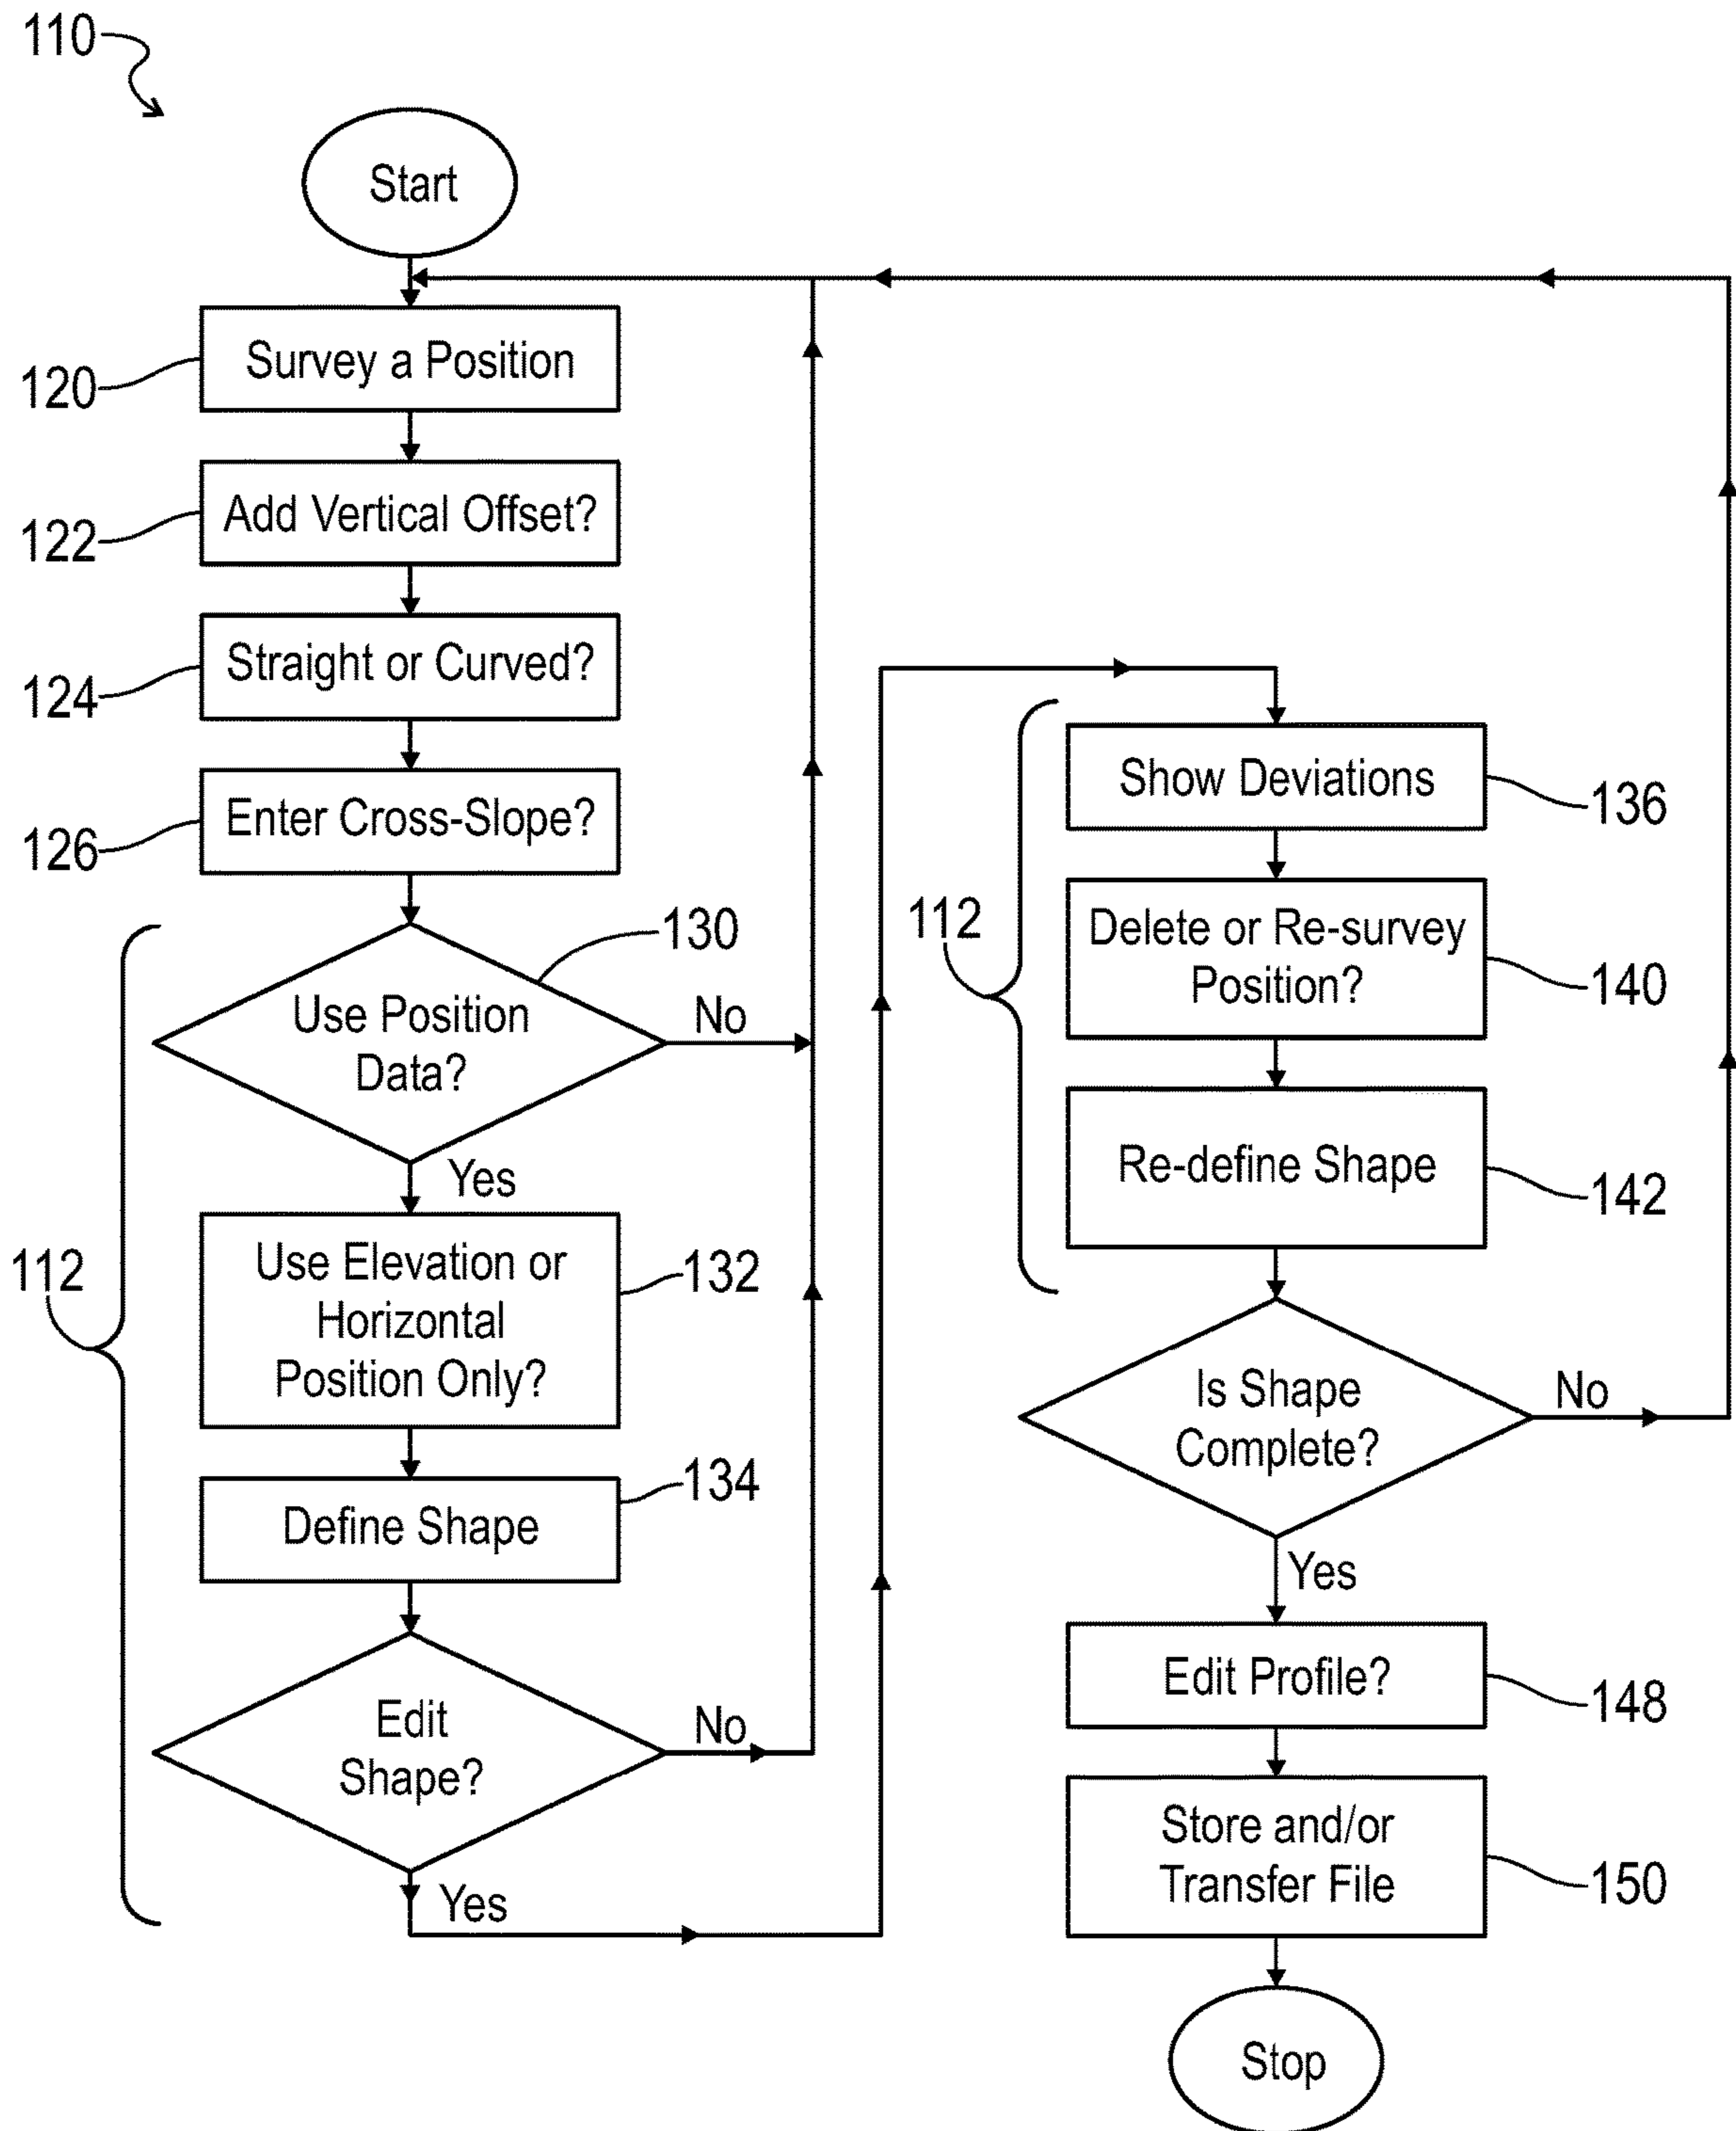 110
Start
Survey a Position
120
Add Vertical Offset?
122
Straight or Curved?
124
Enter Cross-Slope?
126
130
Use Position
Data?
No
Yes
112
Use Elevation or
Horizontal
Position Only?
132
134
Define Shape
Edit
Shape?
No
Yes
Show Deviations
136
112
Delete or Re-survey
Position?
140
Re-define Shape
142
Is Shape
Complete?
No
Yes
Edit Profile?
148
Store and/or
Transfer File
150
Stop